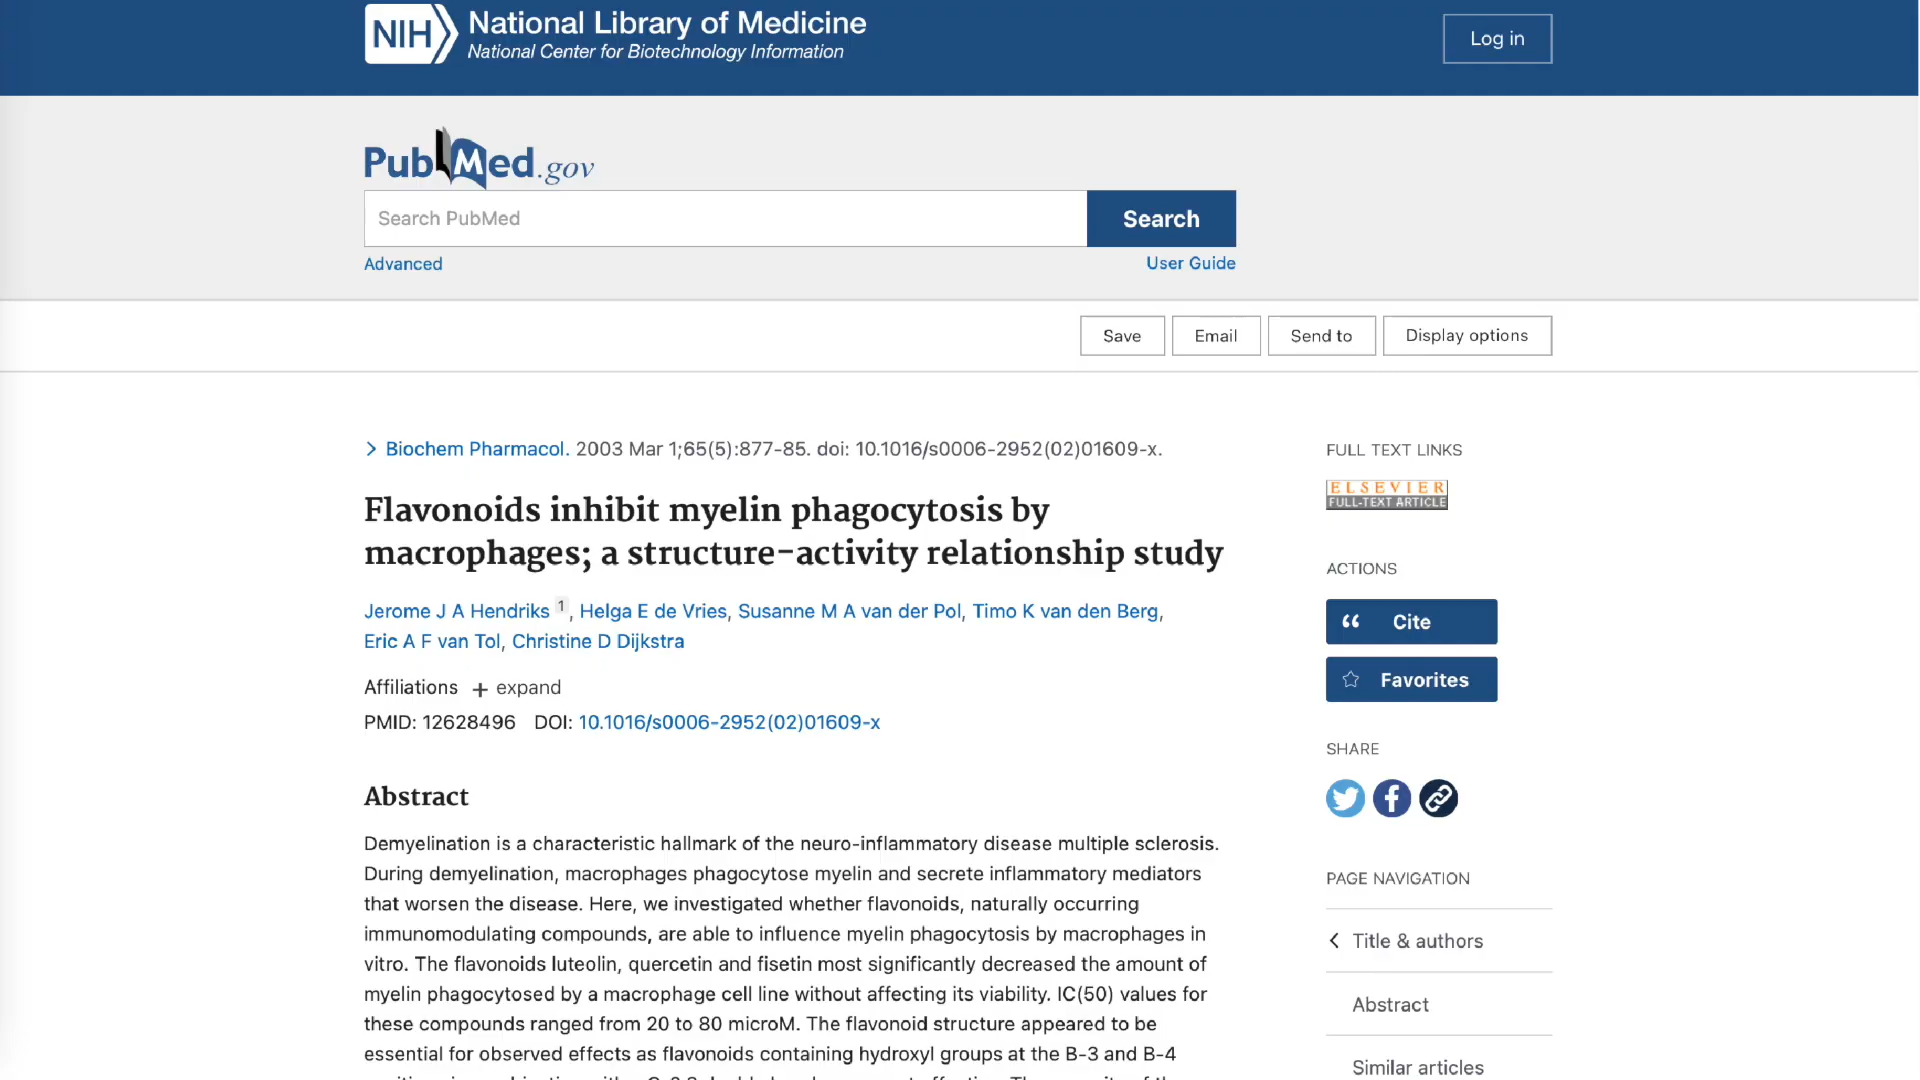 NIH National Library of Medicine
National Center for Biotechnology Information
Log in
PubMed.gov
Search PubMed
Search
Advanced
User Guide
Save
Email
Send to
Display options
Biochem Pharmacol. 2003 Mar 1;65(5):877-85. doi: 10.1016/s0006-2952(02)01609-x.
Flavonoids inhibit myelin phagocytosis by
macrophages; a structure-activity relationship study
Jerome J A Hendriks 1, Helga E de Vries, Susanne M A van der Pol, Timo K van den Berg,
Eric A F van Tol, Christine D Dijkstra
Affiliations + expand
PMID: 12628496 DOI: 10.1016/s0006-2952(02)01609-x
Abstract
Demyelination is a characteristic hallmark of the neuro-inflammatory disease multiple sclerosis.
During demyelination, macrophages phagocytose myelin and secrete inflammatory mediators
that worsen the disease. Here, we investigated whether flavonoids, naturally occurring
immunomodulating compounds, are able to influence myelin phagocytosis by macrophages in
vitro. The flavonoids luteolin, quercetin and fisetin most significantly decreased the amount of
myelin phagocytosed by a macrophage cell line without affecting its viability. IC(50) values for
these compounds ranged from 20 to 80 microM. The flavonoid structure appeared to be
essential for observed effects as flavonoids containing hydroxyl groups at the B-3 and B-4
FULL TEXT LINKS
ELSEVIER
FULL-TEXT ARTICLE
ACTIONS
Cite
Favorites
SHARE
PAGE NAVIGATION
Title & authors
Abstract
Similar articles